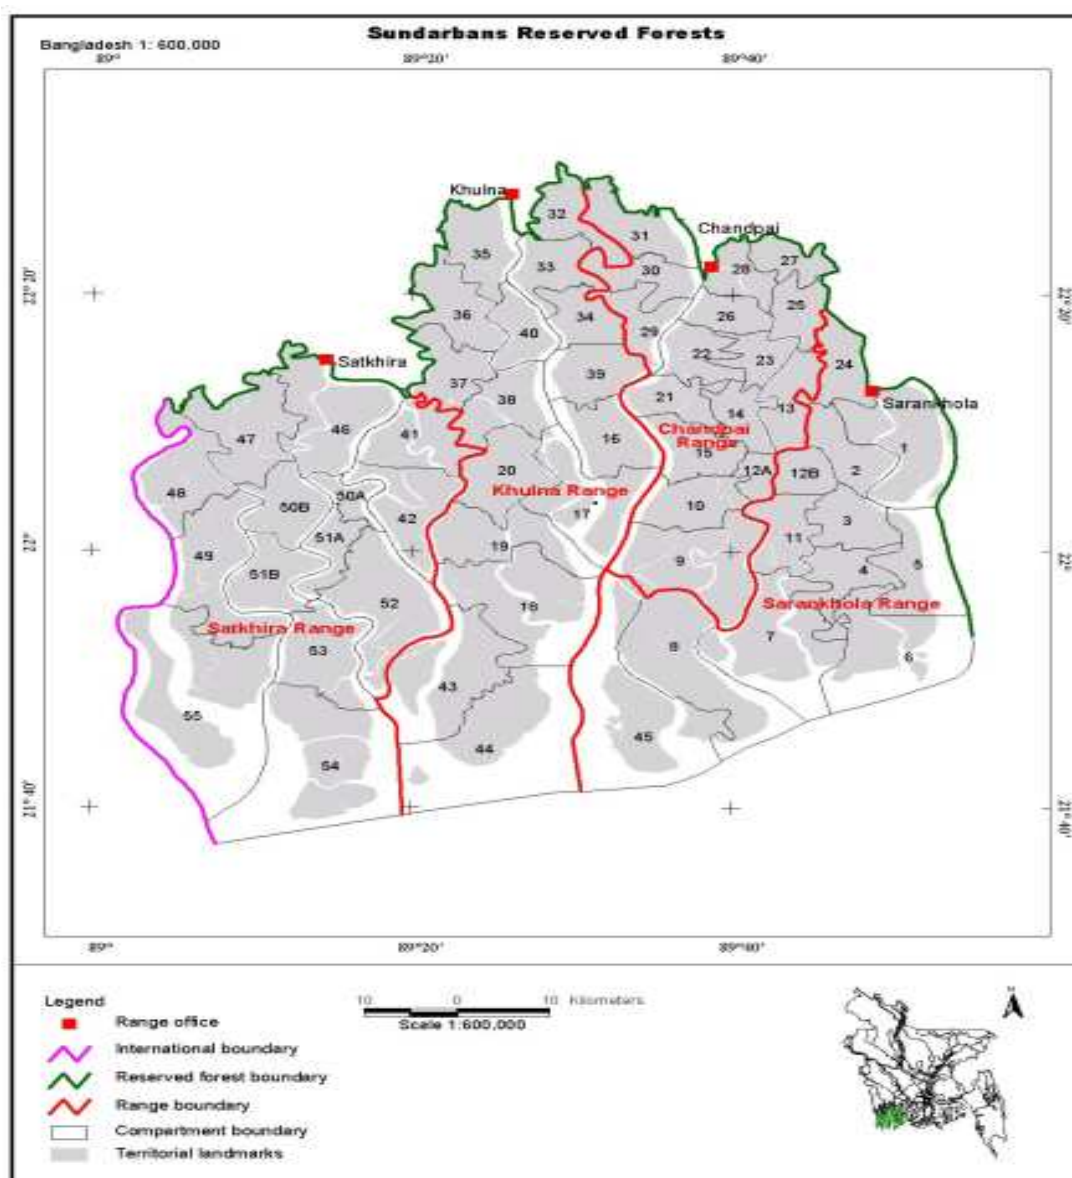 Sundarbans Reserved Forests
Bangladesh 1: 600,000
89°
89°20'
89°40'
Khulna
32
Chandpai
31
35
33
30
28
27
22° 20'
22° 20'
36
34
25
40
29
26
Satkhira
22
23
24
37
39
38
21
Sarankhola
47
46
41
14
13
16
Chandpai
Range
1
15
20
12A
12B
2
48
50B
50A
Khulna Range
42
17
10
3
51A
22°
49
19
11
22°
51B
9
4
5
52
18
Sarankhola Range
Satkhira Range
53
8
7
6
43
55
45
44
54
21° 40'
21° 40'
89°
89°20'
89°40'
Legend
10 0 10 Kilometers
Scale 1:600,000
Range office
International boundary
Reserved forest boundary
Range boundary
Compartment boundary
Territorial landmarks
N